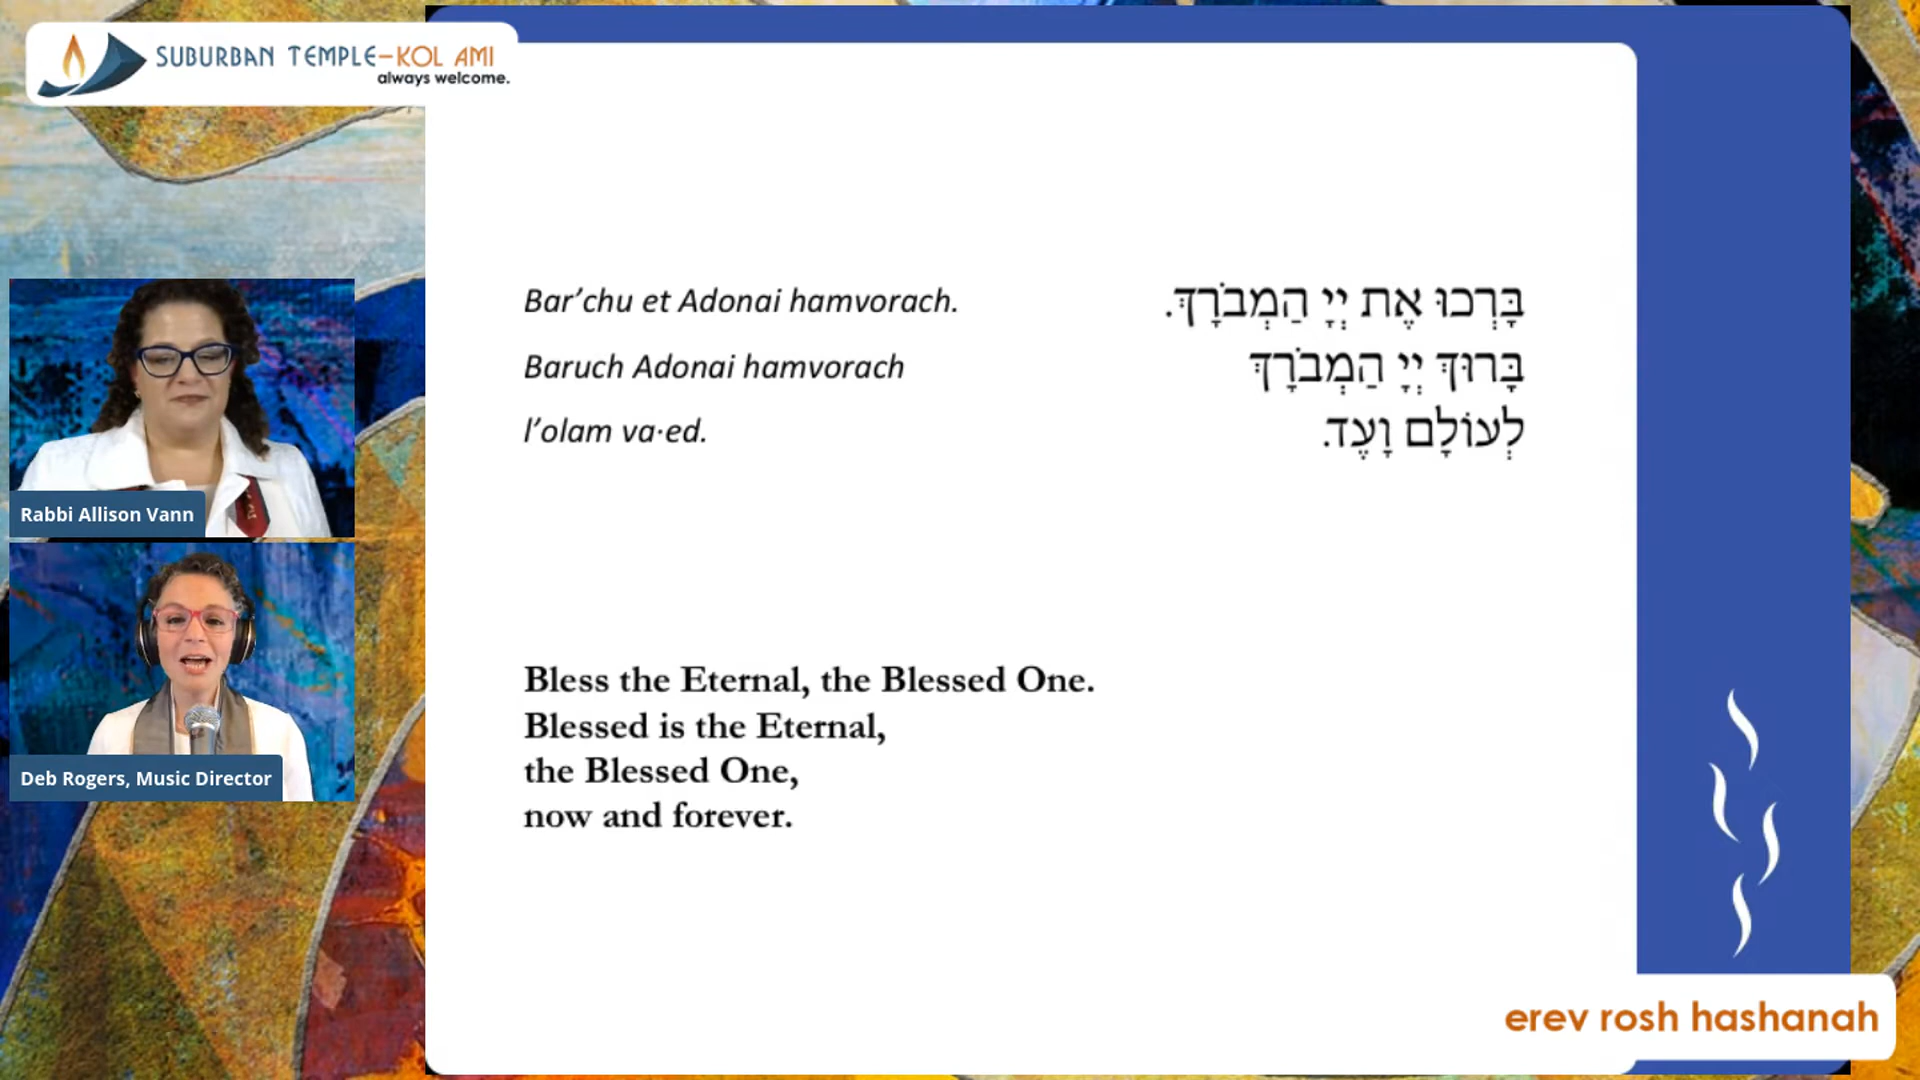 SUBURBAN TEMPLE-KOL AMI
always welcome.
Bar’chu et Adonai hamvorach.
Baruch Adonai hamvorach
l’olam va·ed.
בָּרְכוּ אֶת יְיָ הַמְבֹרָךְ.
בָּרוּךְ יְיָ הַמְבֹרָךְ
לְעוֹלָם וָעֶד.
Rabbi Allison Vann
Deb Rogers, Music Director
Bless the Eternal, the Blessed One.
Blessed is the Eternal,
the Blessed One,
now and forever.
erev rosh hashanah